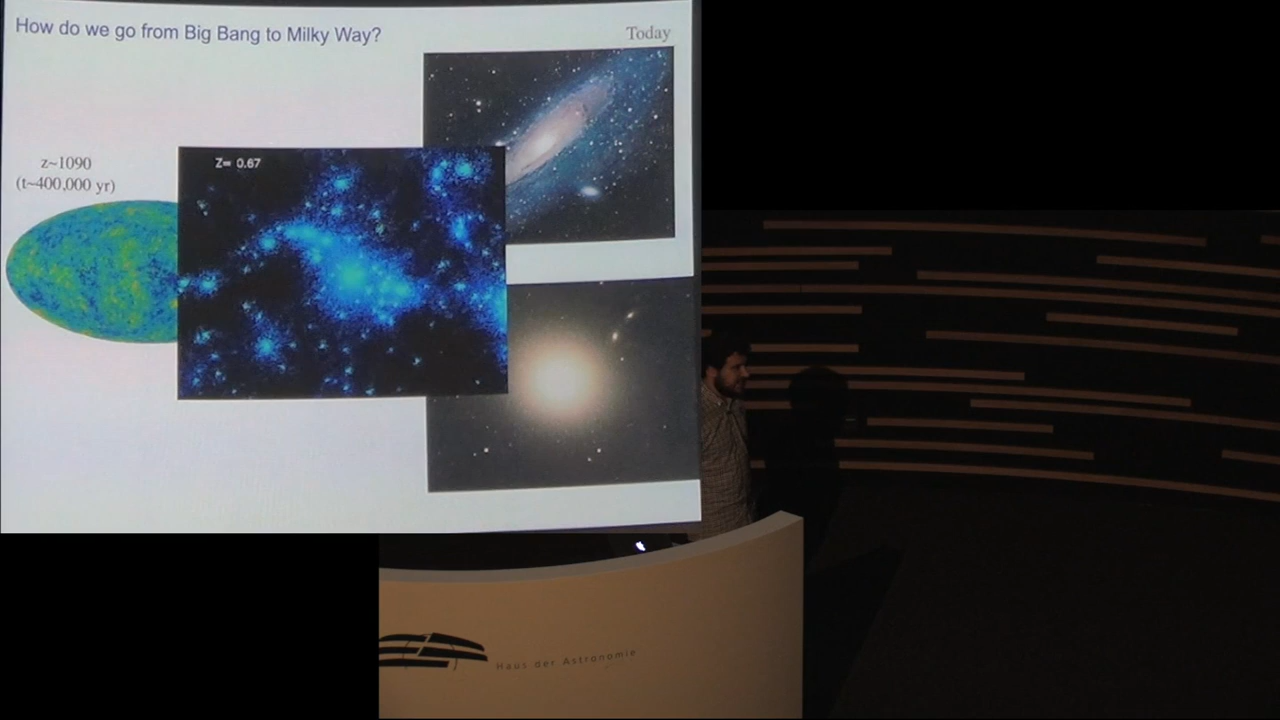 How do we go from Big Bang to Milky Way?
Today
z~1090
(t~400,000 yr)
Z= 0.67
Haus der Astronomie